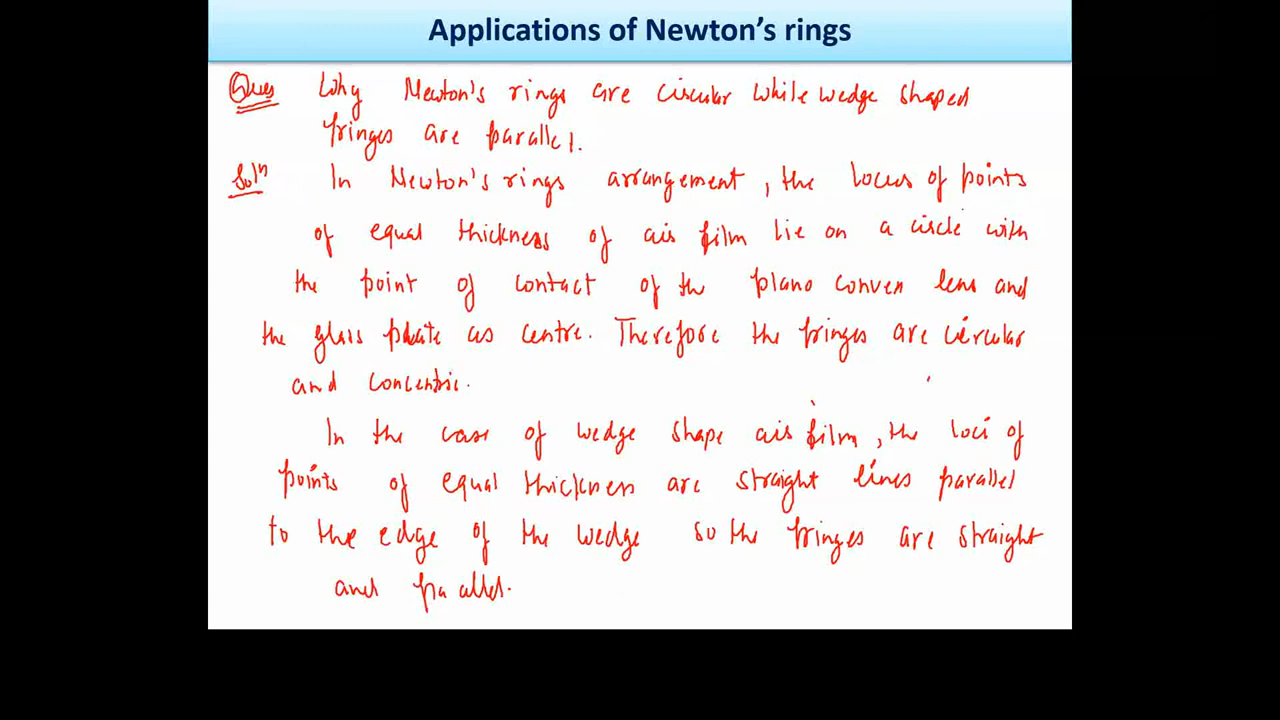 Applications of Newton's rings
Ques Why Newton's rings are circular while wedge shaped
fringes are parallel.
Solⁿ In Newton's rings arrangement, the locus of points
of equal thickness of air film lie on a circle with
the point of contact of the plano convex lens and
the glass plate as centre. Therefore the fringes are circular
and concentric.
In the case of wedge shape air film, the loci of
points of equal thickness are straight lines parallel
to the edge of the wedge so the fringes are straight
and parallel.